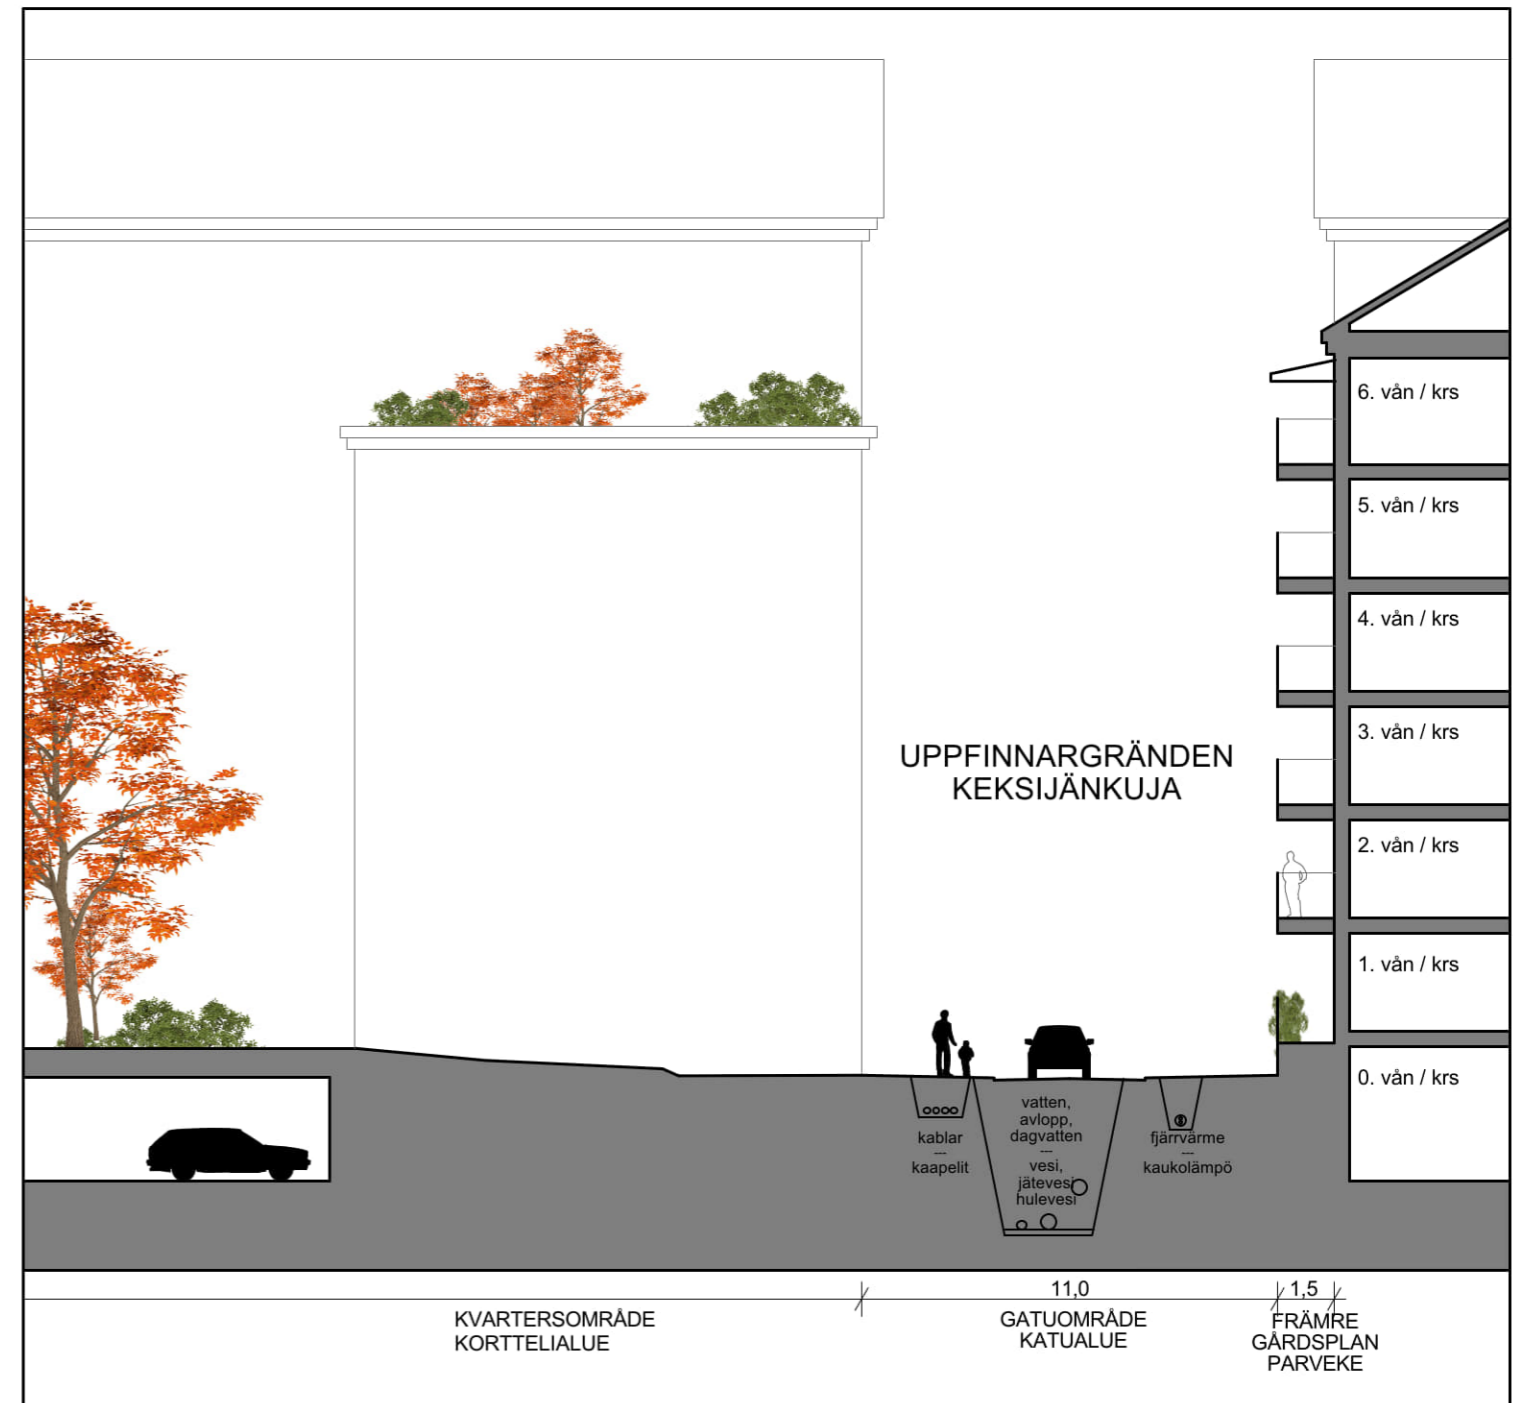 6. vån / krs
5. vån / krs
4. vån / krs
UPPFINNARGRÄNDEN
KEKSIJÄNKUJA
3. vån / krs
2. vån / krs
1. vån / krs
0. vån / krs
kablar
---
kaapelit
vatten,
avlopp,
dagvatten
---
vesi,
jätevesi
hulevesi
fjärrvärme
---
kaukolämpö
11,0
1,5
KVARTERSOMRÅDE
KORTTELIALUE
GATUOMRÅDE
KATUALUE
FRÄMRE
GÅRDSPLAN
PARVEKE